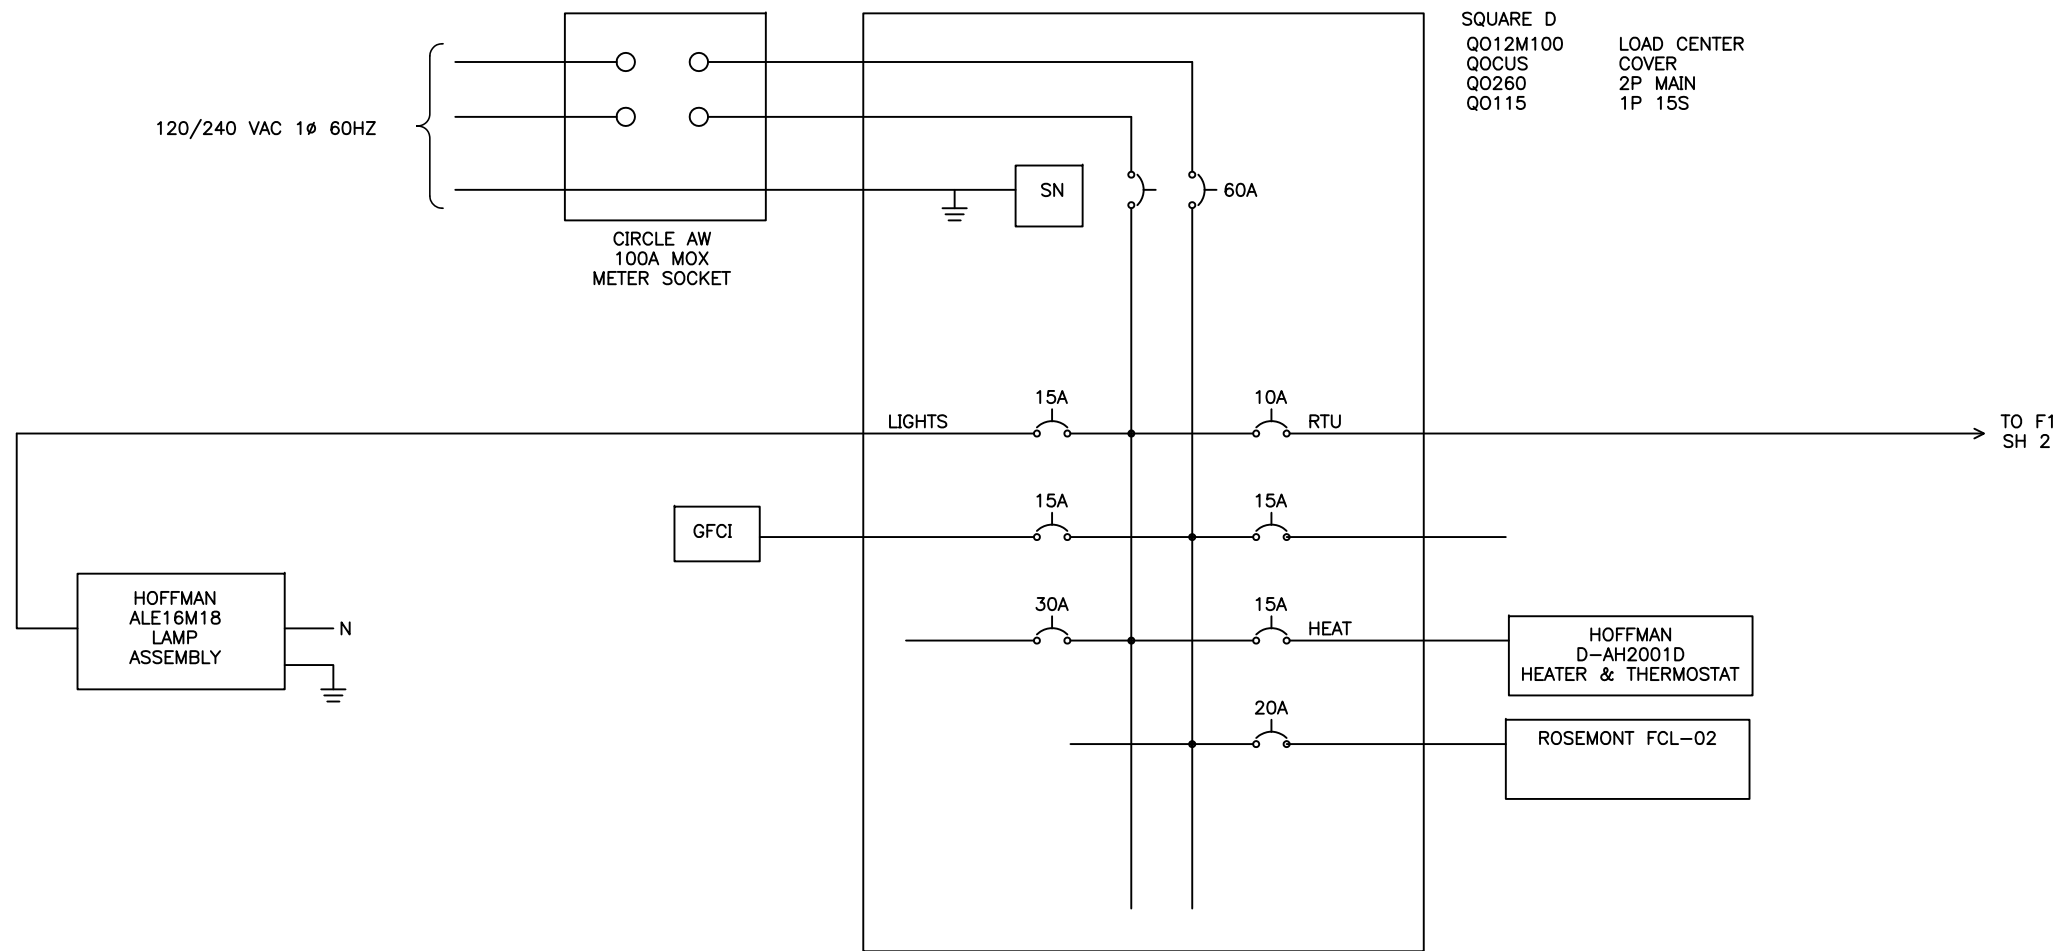 SQUARE D
QO12M100 LOAD CENTER
QOCUS COVER
QO260 2P MAIN
QO115 1P 15S
120/240 VAC 1ø 60HZ
SN
60A
CIRCLE AW
100A MOX
METER SOCKET
15A
10A
LIGHTS
RTU
TO F1
SH 2
15A
15A
GFCI
30A
15A
HEAT
HOFFMAN
ALE16M18
LAMP
ASSEMBLY
N
HOFFMAN
D-AH2001D
HEATER & THERMOSTAT
20A
ROSEMONT FCL-02